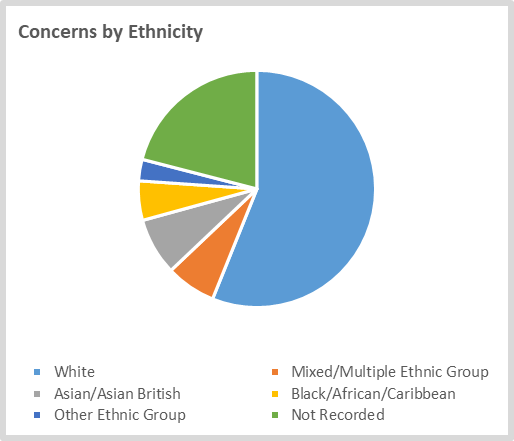 Concerns by Ethnicity
White
Mixed/Multiple Ethnic Group
Asian/Asian British
Black/African/Caribbean
Other Ethnic Group
Not Recorded